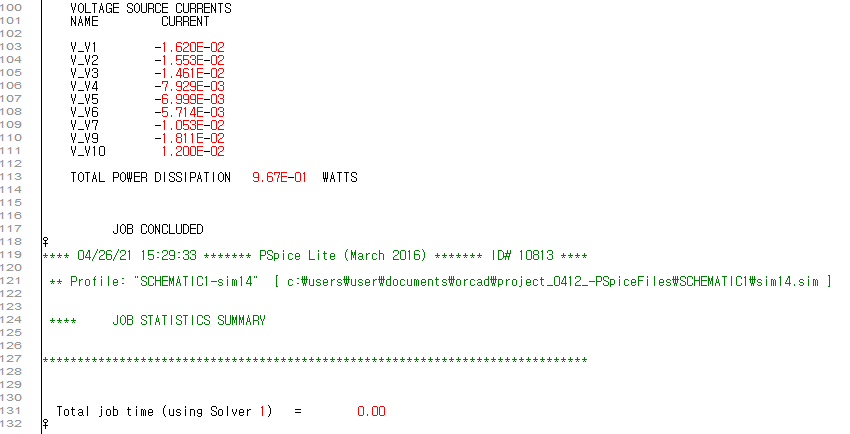 100 VOLTAGE SOURCE CURRENTS
101 NAME CURRENT
102
103 V_V1 -1.620E-02
104 V_V2 -1.553E-02
105 V_V3 -1.461E-02
106 V_V4 -7.929E-03
107 V_V5 -6.999E-03
108 V_V6 -5.714E-03
109 V_V7 -1.053E-02
110 V_V9 -1.811E-02
111 V_V10 1.200E-02
112
113 TOTAL POWER DISSIPATION 9.67E-01 WATTS
114
115
116
117 JOB CONCLUDED
118 ♀
119 **** 04/26/21 15:29:33 ******* PSpice Lite (March 2016) ******* ID# 10813 ****
120
121 ** Profile: "SCHEMATIC1-sim14" [ c:₩users₩user₩documents₩orcad₩project_0412_-PSpiceFiles₩SCHEMATIC1₩sim14.sim ]
122
123
124 **** JOB STATISTICS SUMMARY
125
126
127 ******************************************************************************
128
129
130
131 Total job time (using Solver 1) = 0.00
132 ♀